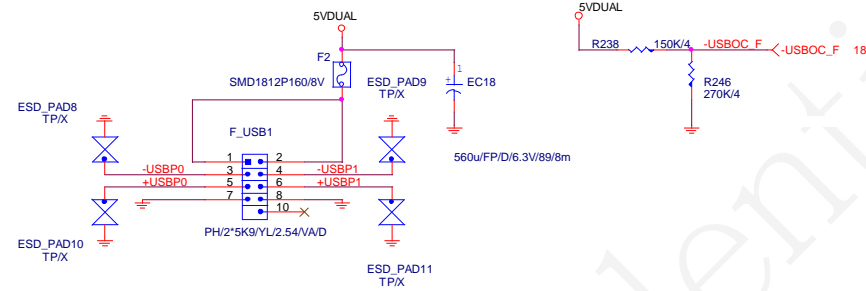 5VDUAL
F2
SMD1812P160/8V
1
+
EC18
560u/FP/D/6.3V/89/8m
5VDUAL
R238
150K/4
-USBOC_F
-USBOC_F
18
R246
270K/4
ESD_PAD8
TP/X
ESD_PAD9
TP/X
F_USB1
1
2
-USBP0
3
4
-USBP1
+USBP0
5
6
+USBP1
7
8
10
PH/2*5K9/YL/2.54/VA/D
ESD_PAD10
TP/X
ESD_PAD11
TP/X